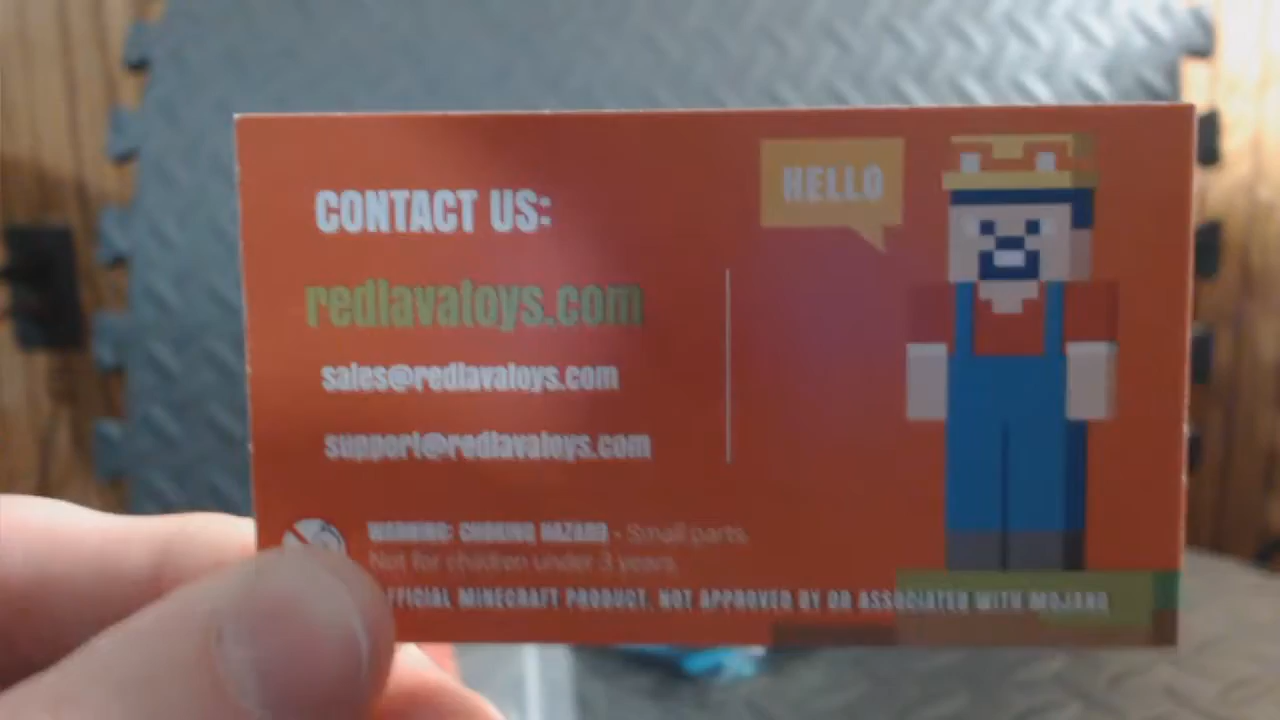 CONTACT US:
HELLO
redlavatoys.com
sales@redlavatoys.com
support@redlavatoys.com
WARNING: CHOKING HAZARD - Small parts.
Not for children under 3 years.
FFICIAL MINECRAFT PRODUCT. NOT APPROVED BY OR ASSOCIATED WITH MOJANG